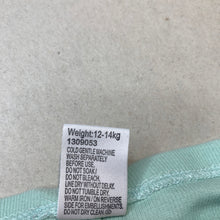 Weight:12-14kg
1309053
COLD GENTLE MACHINE
WASH SEPARATELY
BEFORE USE.
DO NOT SOAK/
DO NOT BLEACH.
LINE DRY WITHOUT DELAY.
DO NOT TUMBLE DRY.
WARM IRON / ON REVERSE
SIDE FOR EMBELLISHMENTS.
DO NOT DRY CLEAN.